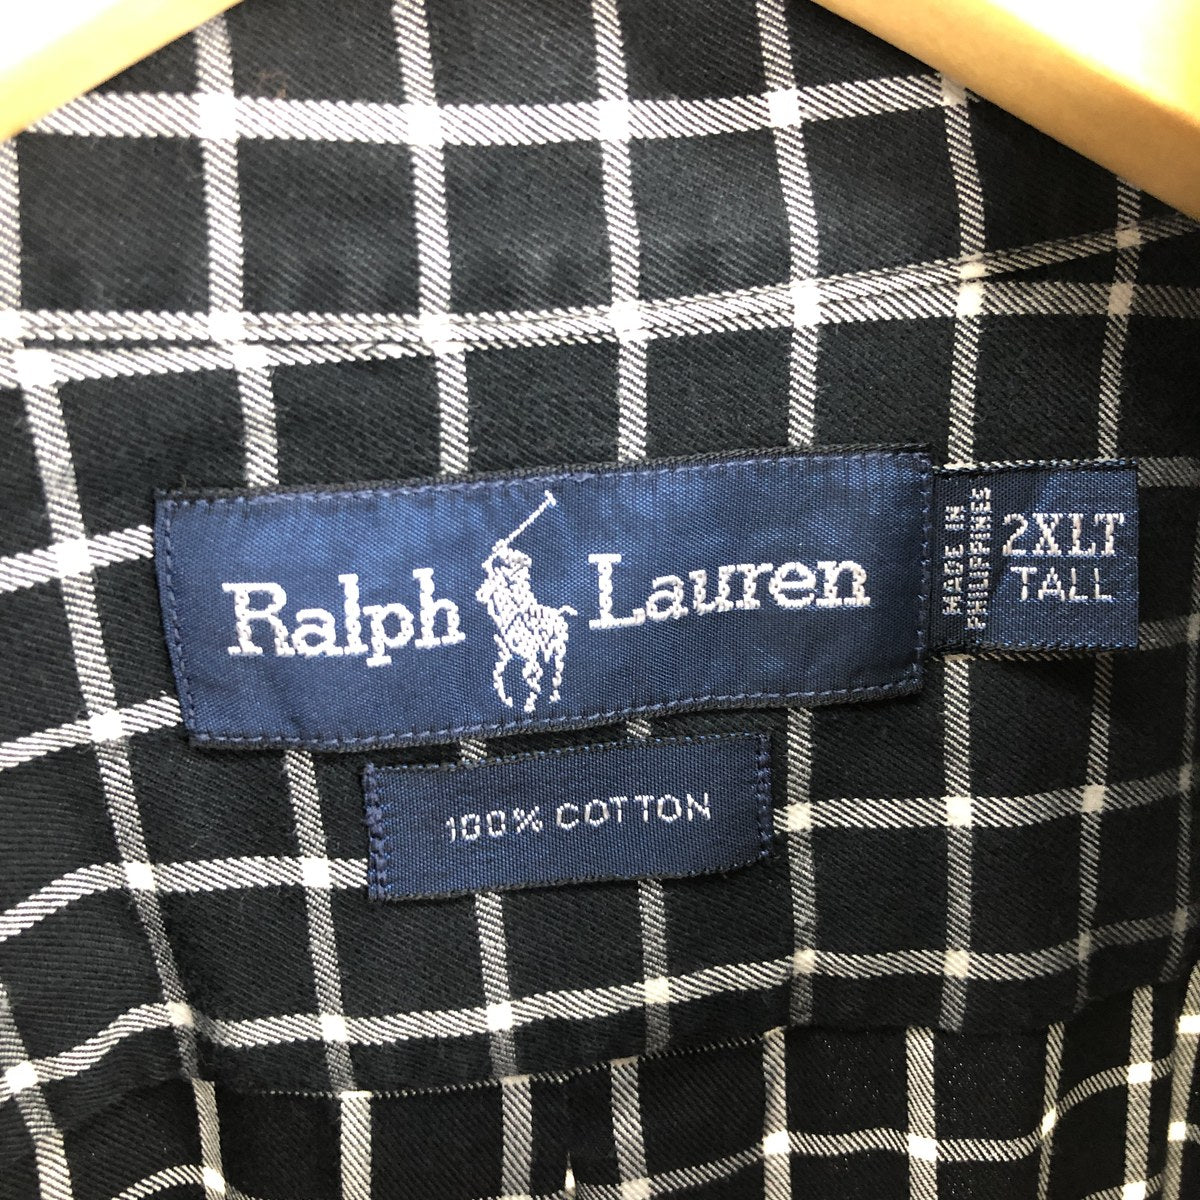 Ralph Lauren
MADE IN
PHILIPPINES
2XLT
TALL
100% COTTON